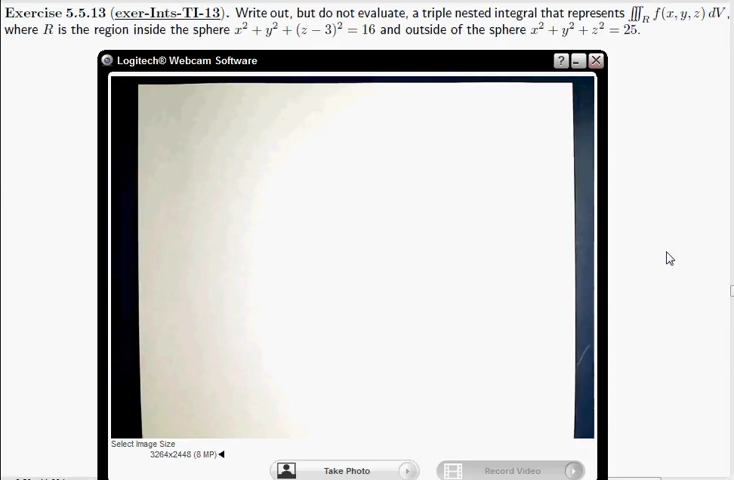 Exercise 5.5.13 (exer-Ints-TI-13). Write out, but do not evaluate, a triple nested integral that represents ∭_R f(x, y, z) dV,
where R is the region inside the sphere x² + y² + (z − 3)² = 16 and outside of the sphere x² + y² + z² = 25.
Logitech® Webcam Software
Select Image Size
3264x2448 (8 MP)
Take Photo
Record Video